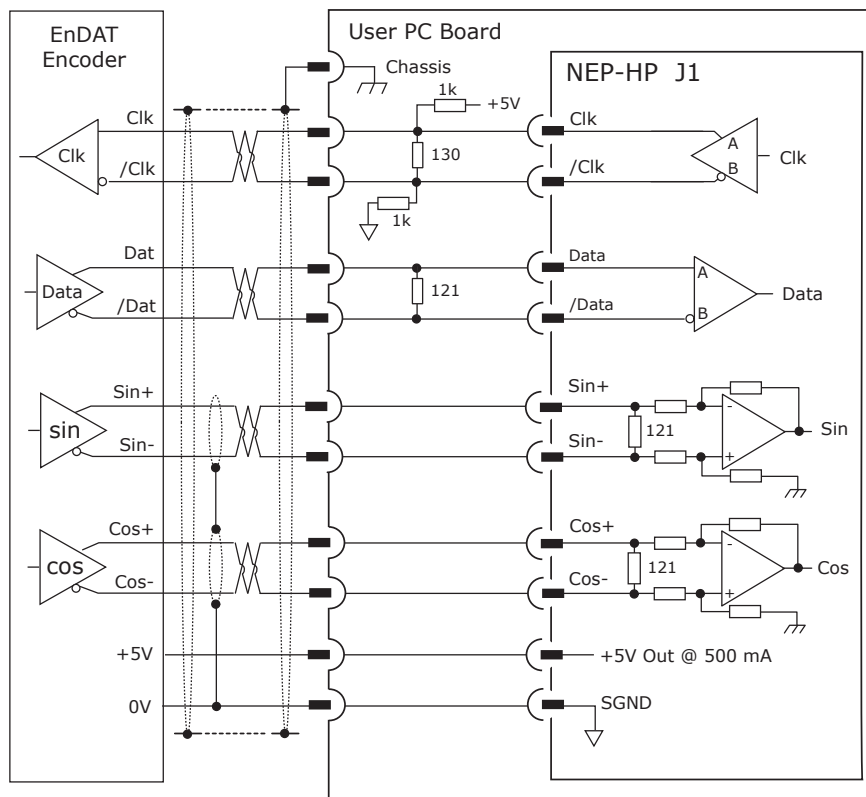 EnDAT
Encoder
User PC Board
NEP-HP J1
Chassis
1k
+5V
Clk
/Clk
Clk
130
1k
Clk
/Clk
A
B
Clk
Dat
/Dat
Data
121
Data
/Data
A
B
Data
Sin+
Sin-
sin
Sin+
Sin-
121
-
+
Sin
Cos+
Cos-
cos
Cos+
Cos-
121
-
+
Cos
+5V
+5V Out @ 500 mA
0V
SGND